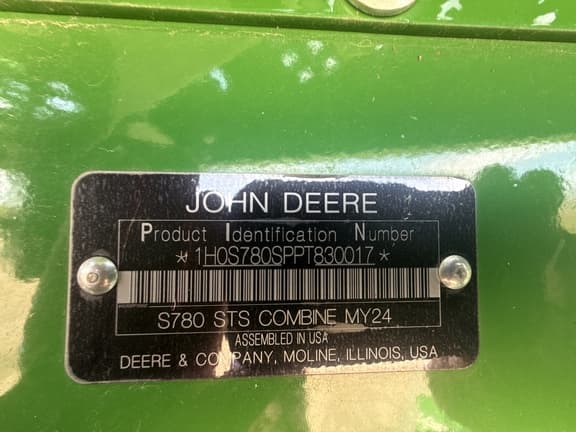 JOHN DEERE
Product Identification Number
*1H0S780SPPT830017*
S780 STS COMBINE MY24
ASSEMBLED IN USA
DEERE & COMPANY, MOLINE, ILLINOIS, USA